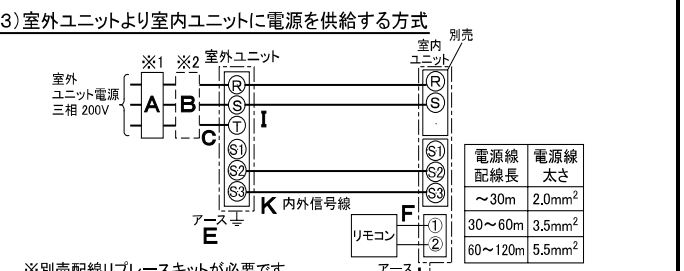 3）室外ユニットより室内ユニットに電源を供給する方式
※1 ※2 室外ユニット
室内
ユニット
別売
室外
ユニット電源
三相 200V
A
B
C
R
S
T
S1
S2
S3
I
R
S
S1
S2
S3
K 内外信号線
アース
E
F
リモコン
1
2
アース
電源線
配線長
電源線
太さ
～30m 2.0mm²
30～60m 3.5mm²
60～120m 5.5mm²
※別売配線リプレースキットが必要です